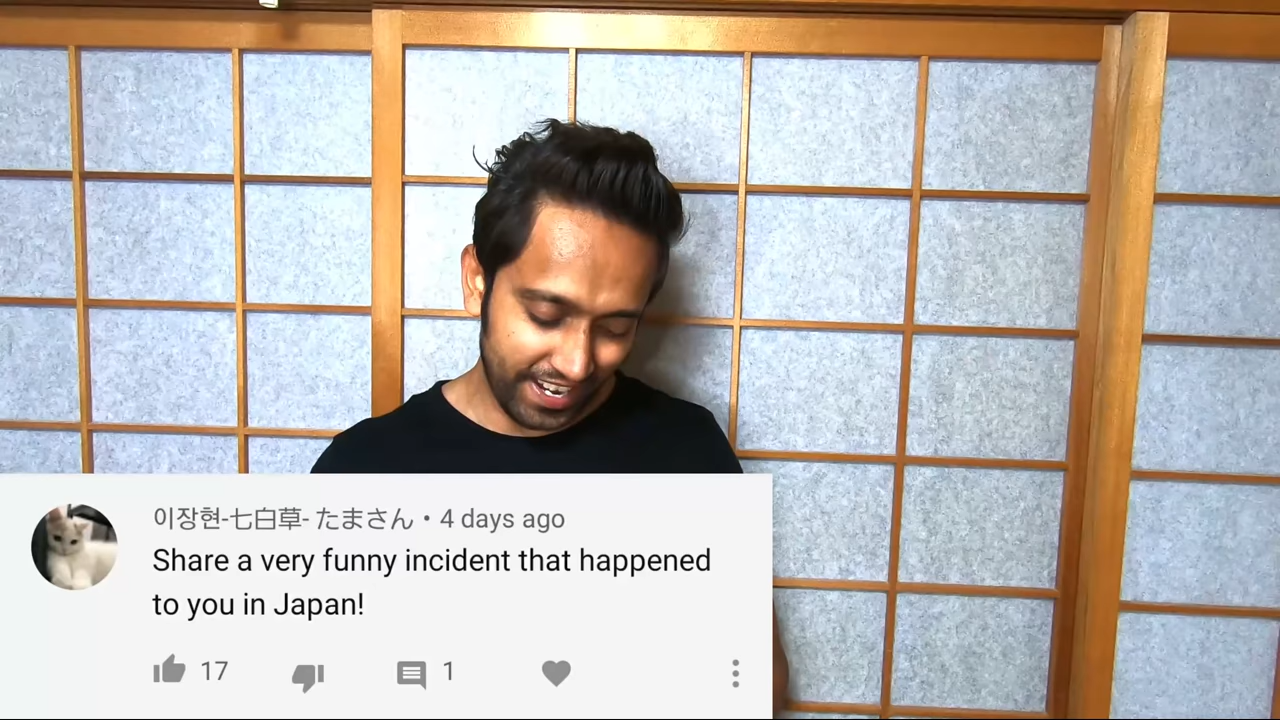 이장현-七白草- たまさん • 4 days ago
Share a very funny incident that happened
to you in Japan!
17
1